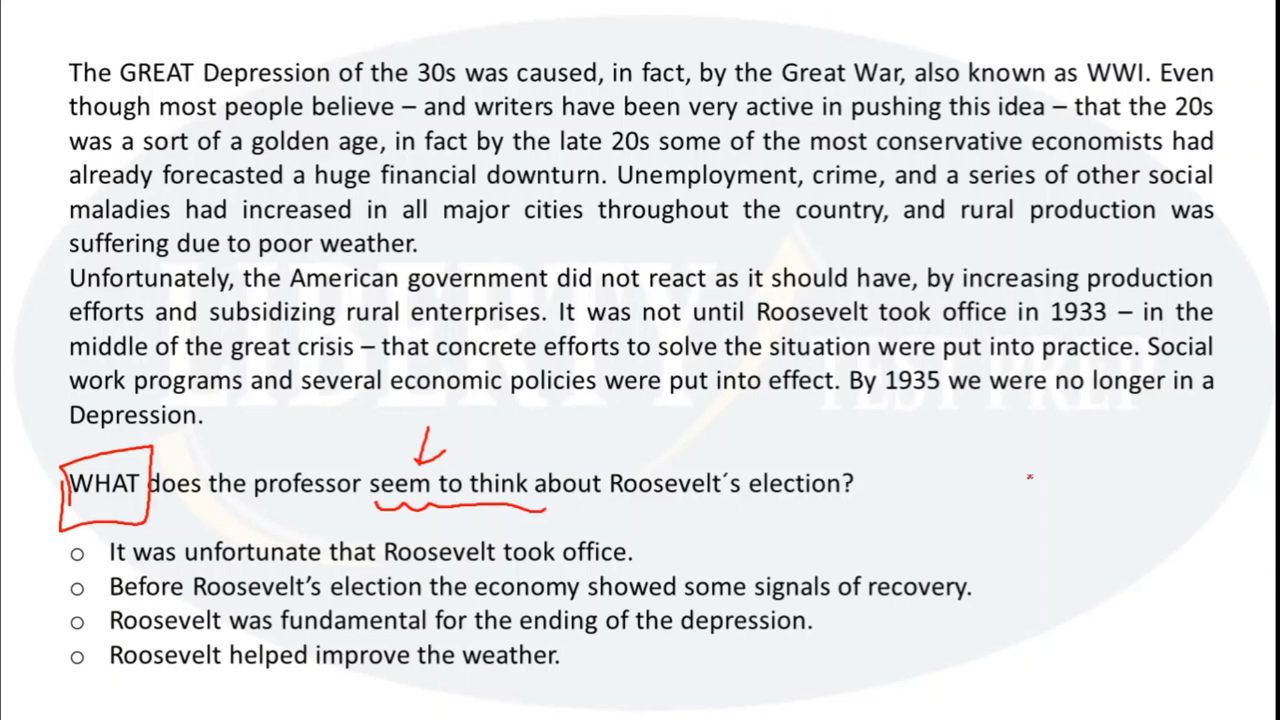 The GREAT Depression of the 30s was caused, in fact, by the Great War, also known as WWI. Even
though most people believe – and writers have been very active in pushing this idea – that the 20s
was a sort of a golden age, in fact by the late 20s some of the most conservative economists had
already forecasted a huge financial downturn. Unemployment, crime, and a series of other social
maladies had increased in all major cities throughout the country, and rural production was
suffering due to poor weather.
Unfortunately, the American government did not react as it should have, by increasing production
efforts and subsidizing rural enterprises. It was not until Roosevelt took office in 1933 – in the
middle of the great crisis – that concrete efforts to solve the situation were put into practice. Social
work programs and several economic policies were put into effect. By 1935 we were no longer in a
Depression.
WHAT does the professor seem to think about Roosevelt´s election?
o It was unfortunate that Roosevelt took office.
o Before Roosevelt’s election the economy showed some signals of recovery.
o Roosevelt was fundamental for the ending of the depression.
o Roosevelt helped improve the weather.
LIBERTY
TEST PREP